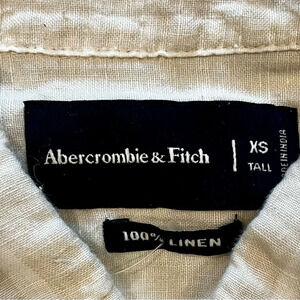 Abercrombie & Fitch
XS
TALL
MADE IN INDIA
100% LINEN